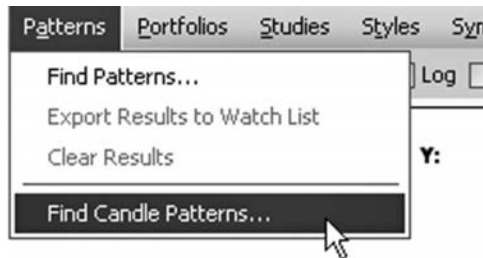 Patterns Portfolios Studies Styles
Find Patterns... Log
Export Results to Watch List
Clear Results Y:
Find Candle Patterns...